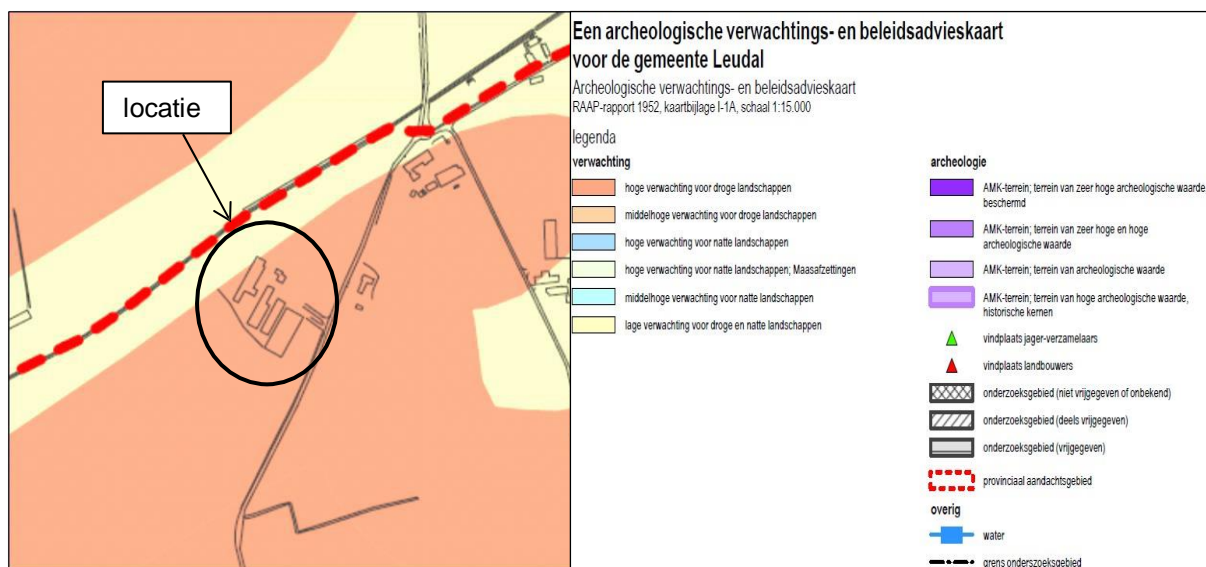 locatie
Een archeologische verwachtings- en beleidsadvieskaart
voor de gemeente Leudal
Archeologische verwachtings- en beleidsadvieskaart
RAAP-rapport 1952, kaartbijlage I-1A, schaal 1:15.000
legenda
verwachting
hoge verwachting voor droge landschappen
middelhoge verwachting voor droge landschappen
hoge verwachting voor natte landschappen
hoge verwachting voor natte landschappen; Maasafzettingen
middelhoge verwachting voor natte landschappen
lage verwachting voor droge en natte landschappen
archeologie
AMK-terrein; terrein van zeer hoge archeologische waarde,
beschermd
AMK-terrein; terrein van zeer hoge en hoge
archeologische waarde
AMK-terrein; terrein van archeologische waarde
AMK-terrein; terrein van hoge archeologische waarde,
historische kernen
vindplaats jager-verzamelaars
vindplaats landbouwers
onderzoeksgebied (niet vrijgegeven of onbekend)
onderzoeksgebied (deels vrijgegeven)
onderzoeksgebied (vrijgegeven)
provinciaal aandachtsgebied
overig
water
grens onderszoeksgebied